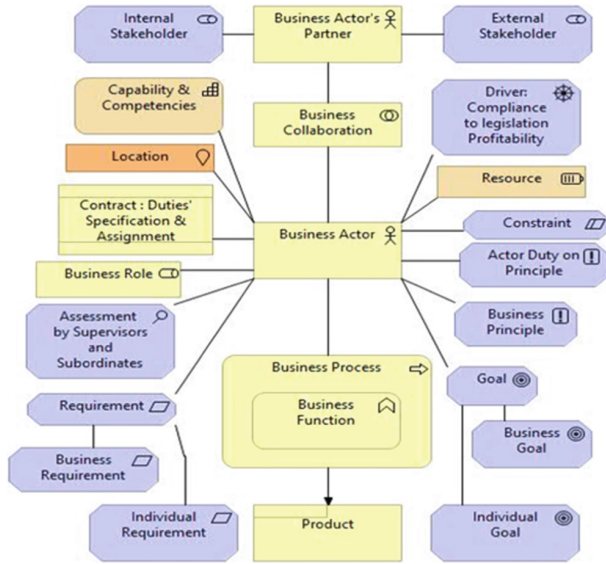 Internal
Stakeholder
Business Actor's
Partner
External
Stakeholder
Capability &
Competencies
Business
Collaboration
Driver:
Compliance
to legislation
Profitability
Location
Resource
Contract : Duties'
Specification &
Assignment
Business Actor
Constraint
Actor Duty on
Principle
Business Role
Assessment
by Supervisors
and
Subordinates
Business
Principle
Business Process
Business
Function
Goal
Requirement
Business
Goal
Business
Requirement
Individual
Requirement
Product
Individual
Goal